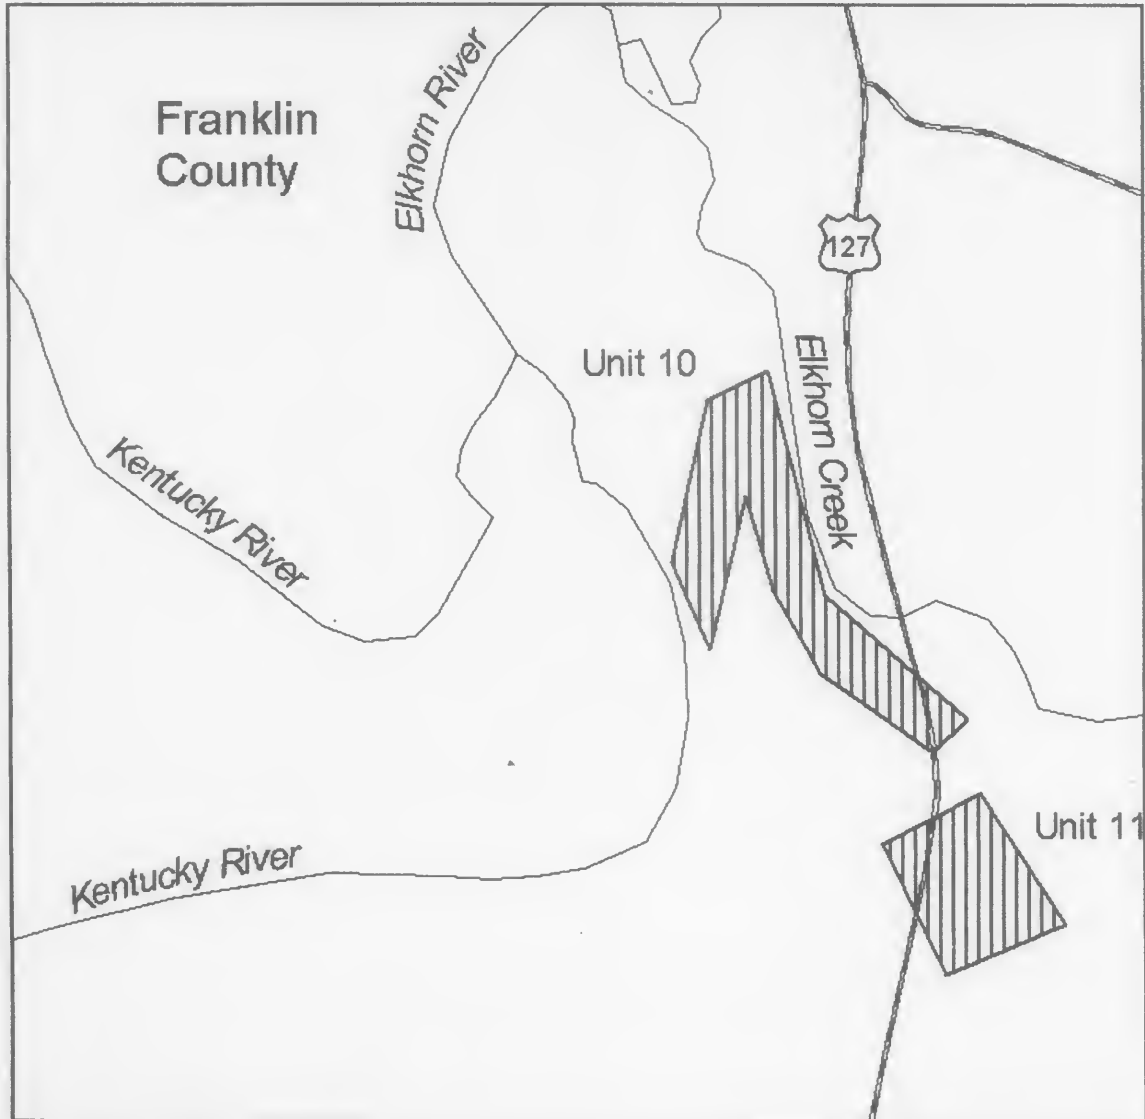 Franklin
County
Elkhorn River
127
Unit 10
Elkhorn Creek
Kentucky River
Unit 11
Kentucky River